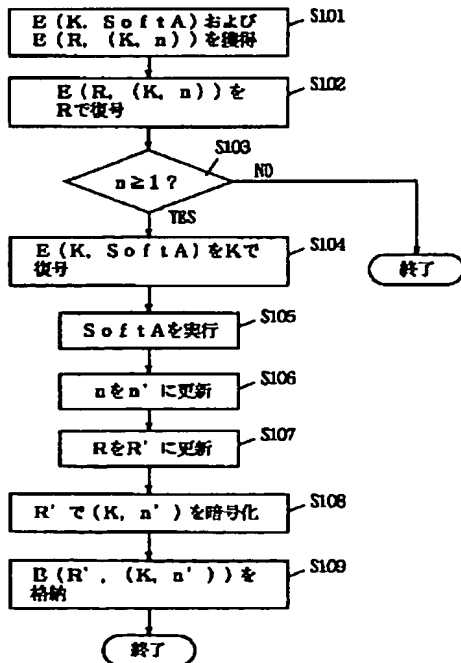 E(K, SoftA)および S101
E(R, (K, n))を獲得
E(R, (K, n))を S102
Rで復号
S103
n≧1? NO
YES
E(K, SoftA)をKで S104
復号
終了
SoftAを実行 S105
nをn'に更新 S106
RをR'に更新 S107
R'で(K, n')を暗号化 S108
E(R', (K, n'))を S109
格納
終了